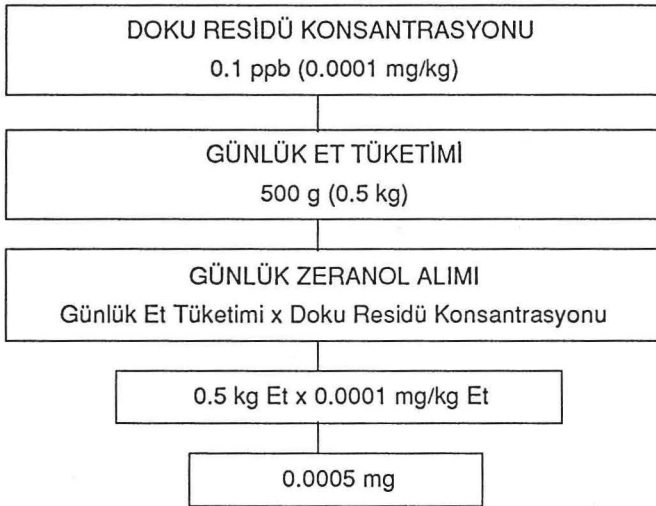 DOKU RESİDÜ KONSANTRASYONU
0.1 ppb (0.0001 mg/kg)
GÜNLÜK ET TÜKETİMİ
500 g (0.5 kg)
GÜNLÜK ZERANOL ALIMI
Günlük Et Tüketimi x Doku Residü Konsantrasyonu
0.5 kg Et x 0.0001 mg/kg Et
0.0005 mg